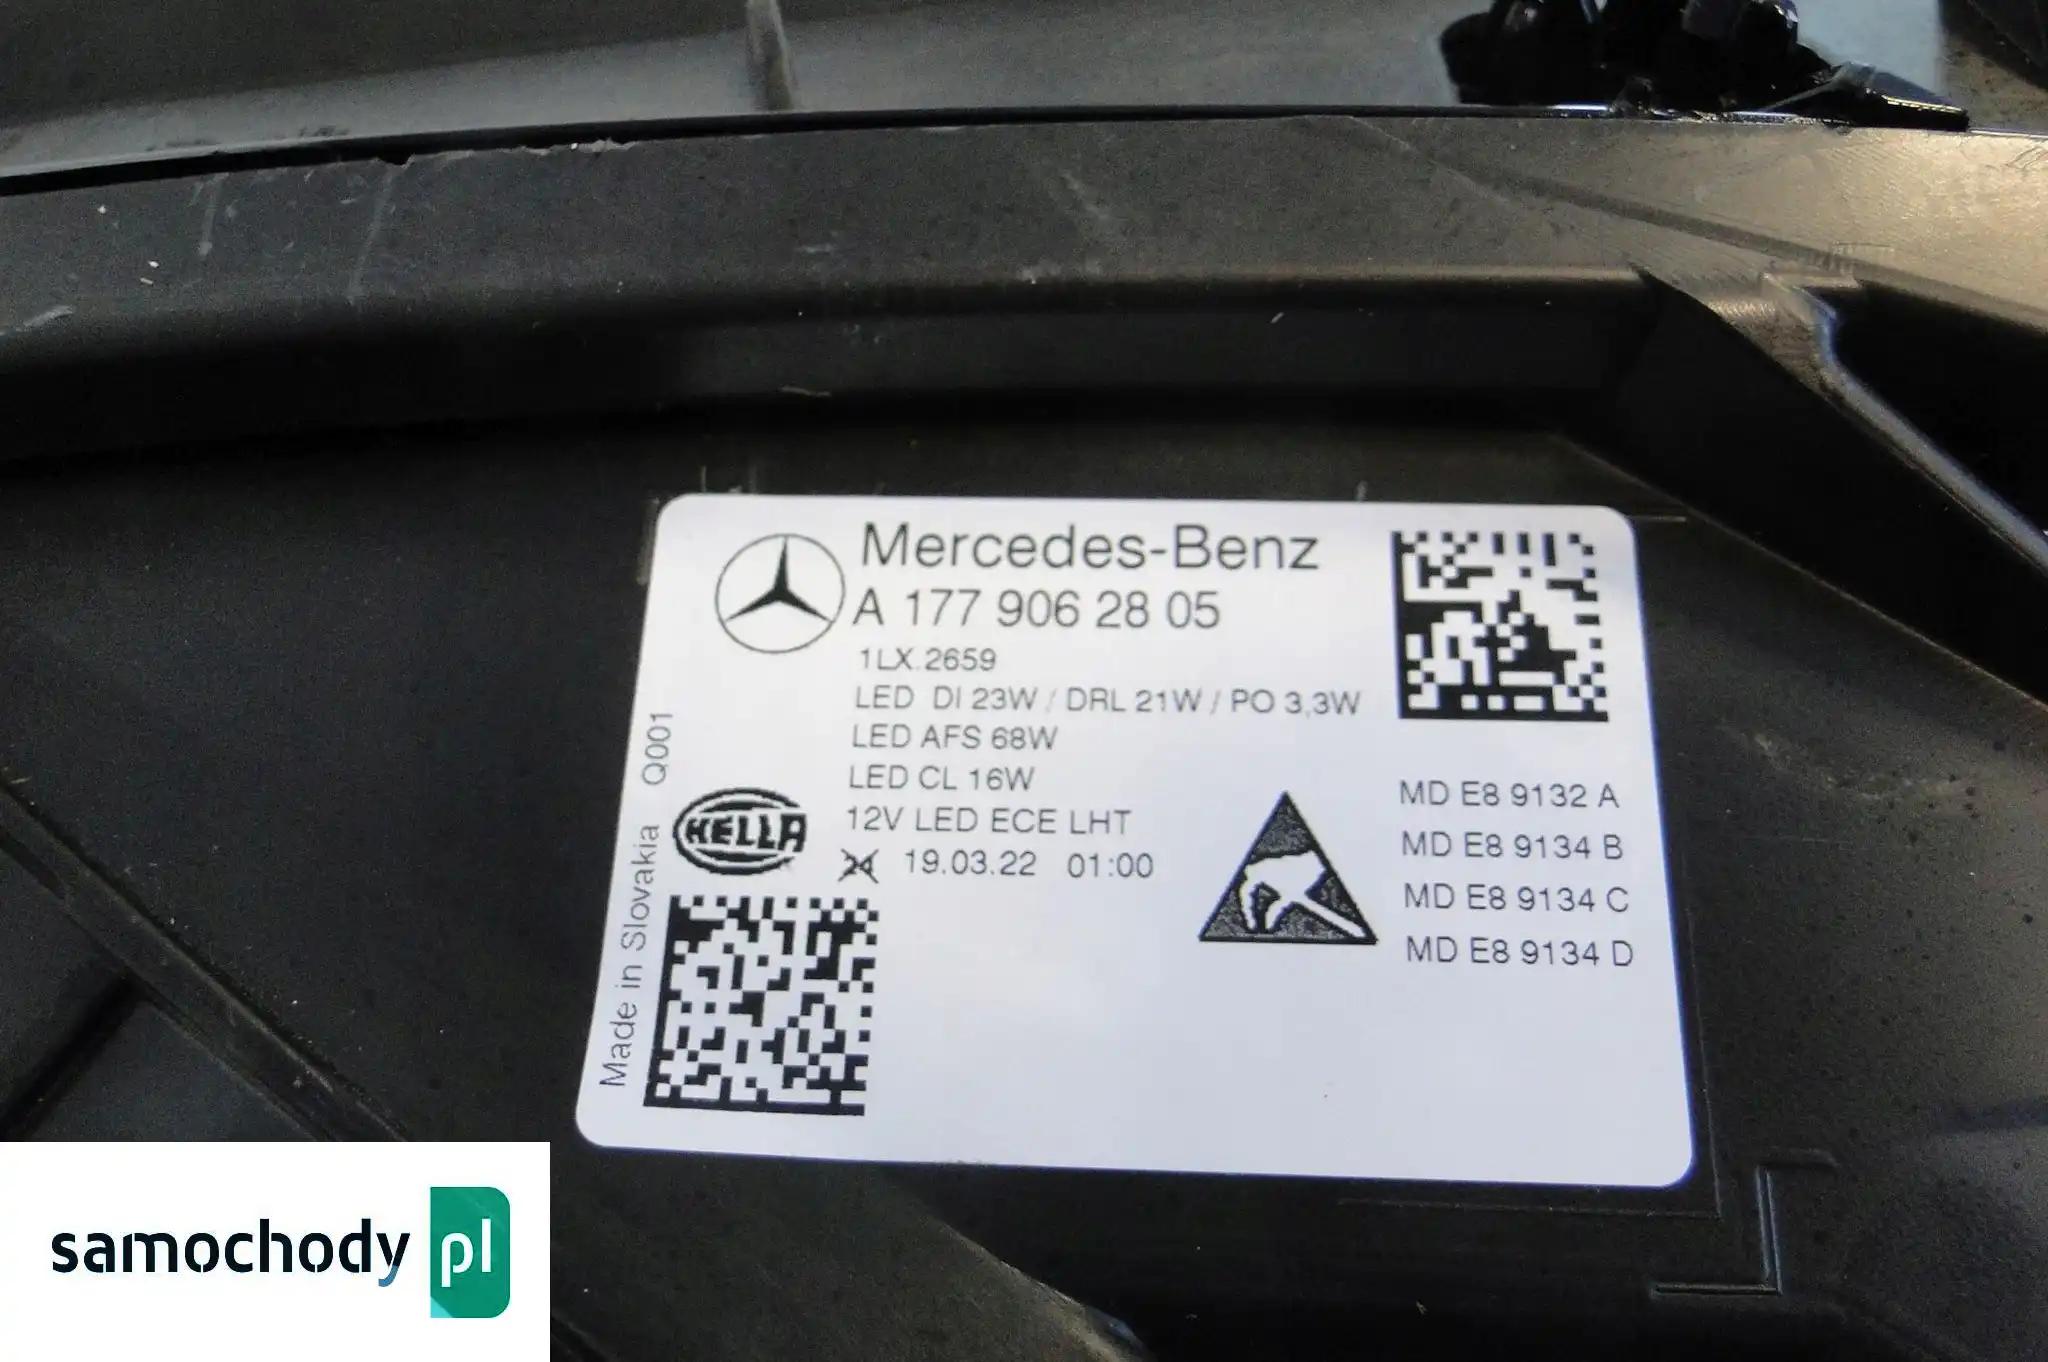 Mercedes-Benz
A 177 906 28 05
1LX.2659
LED DI 23W / DRL 21W / PO 3,3W
LED AFS 68W
LED CL 16W
12V LED ECE LHT
24 19.03.22 01:00
HELLA
Made in Slovakia Q001
MD E8 9132 A
MD E8 9134 B
MD E8 9134 C
MD E8 9134 D
samochody pl